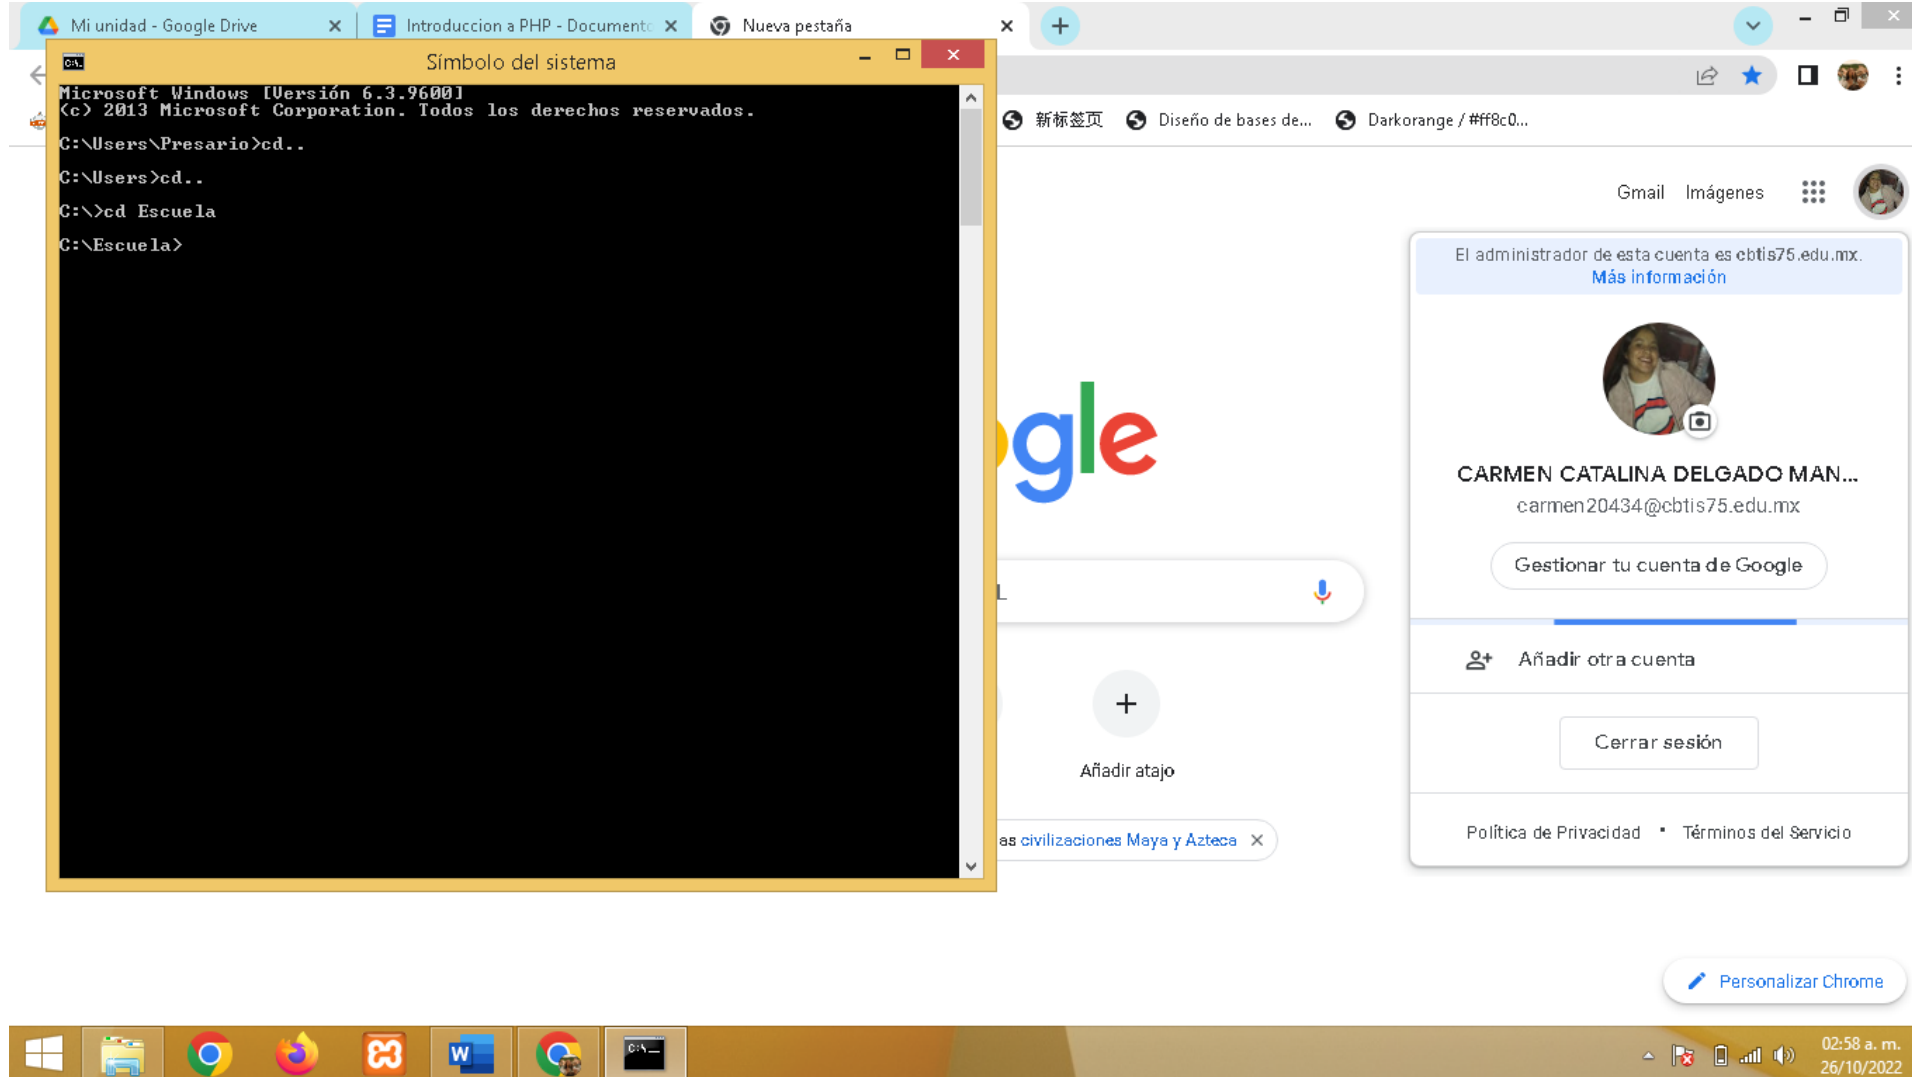 Mi unidad - Google Drive
Introduccion a PHP - Documento
Nueva pestaña
Símbolo del sistema
Microsoft Windows [Versión 6.3.9600]
(c) 2013 Microsoft Corporation. Todos los derechos reservados.
C:\Users\Presario>cd..
C:\Users>cd..
C:\>cd Escuela
C:\Escuela>
新标签页
Diseño de bases de...
Darkorange / #ff8c0...
Gmail
Imágenes
El administrador de esta cuenta es cbtis75.edu.mx.
Más información
CARMEN CATALINA DELGADO MAN...
carmen20434@cbtis75.edu.mx
Gestionar tu cuenta de Google
Añadir otra cuenta
Cerrar sesión
Política de Privacidad • Términos del Servicio
gle
L
Añadir atajo
as civilizaciones Maya y Azteca
Personalizar Chrome
C:\_
02:58 a. m.
26/10/2022